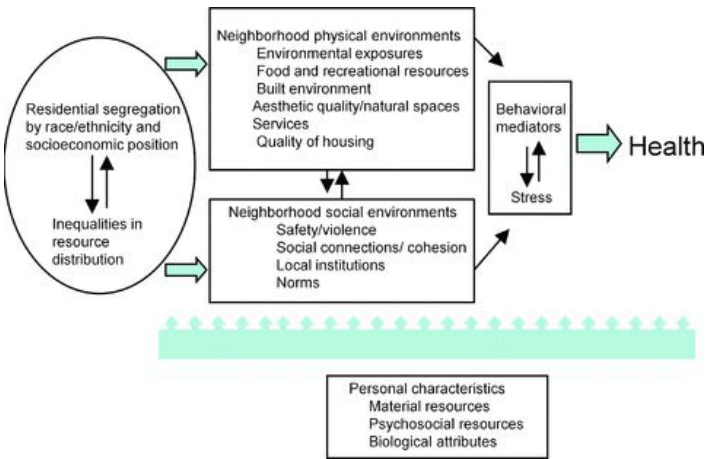 Residential segregation
by race/ethnicity and
socioeconomic position
Inequalities in
resource
distribution
Neighborhood physical environments
Environmental exposures
Food and recreational resources
Built environment
Aesthetic quality/natural spaces
Services
Quality of housing
Neighborhood social environments
Safety/violence
Social connections/ cohesion
Local institutions
Norms
Behavioral
mediators
Stress
Health
Personal characteristics
Material resources
Psychosocial resources
Biological attributes